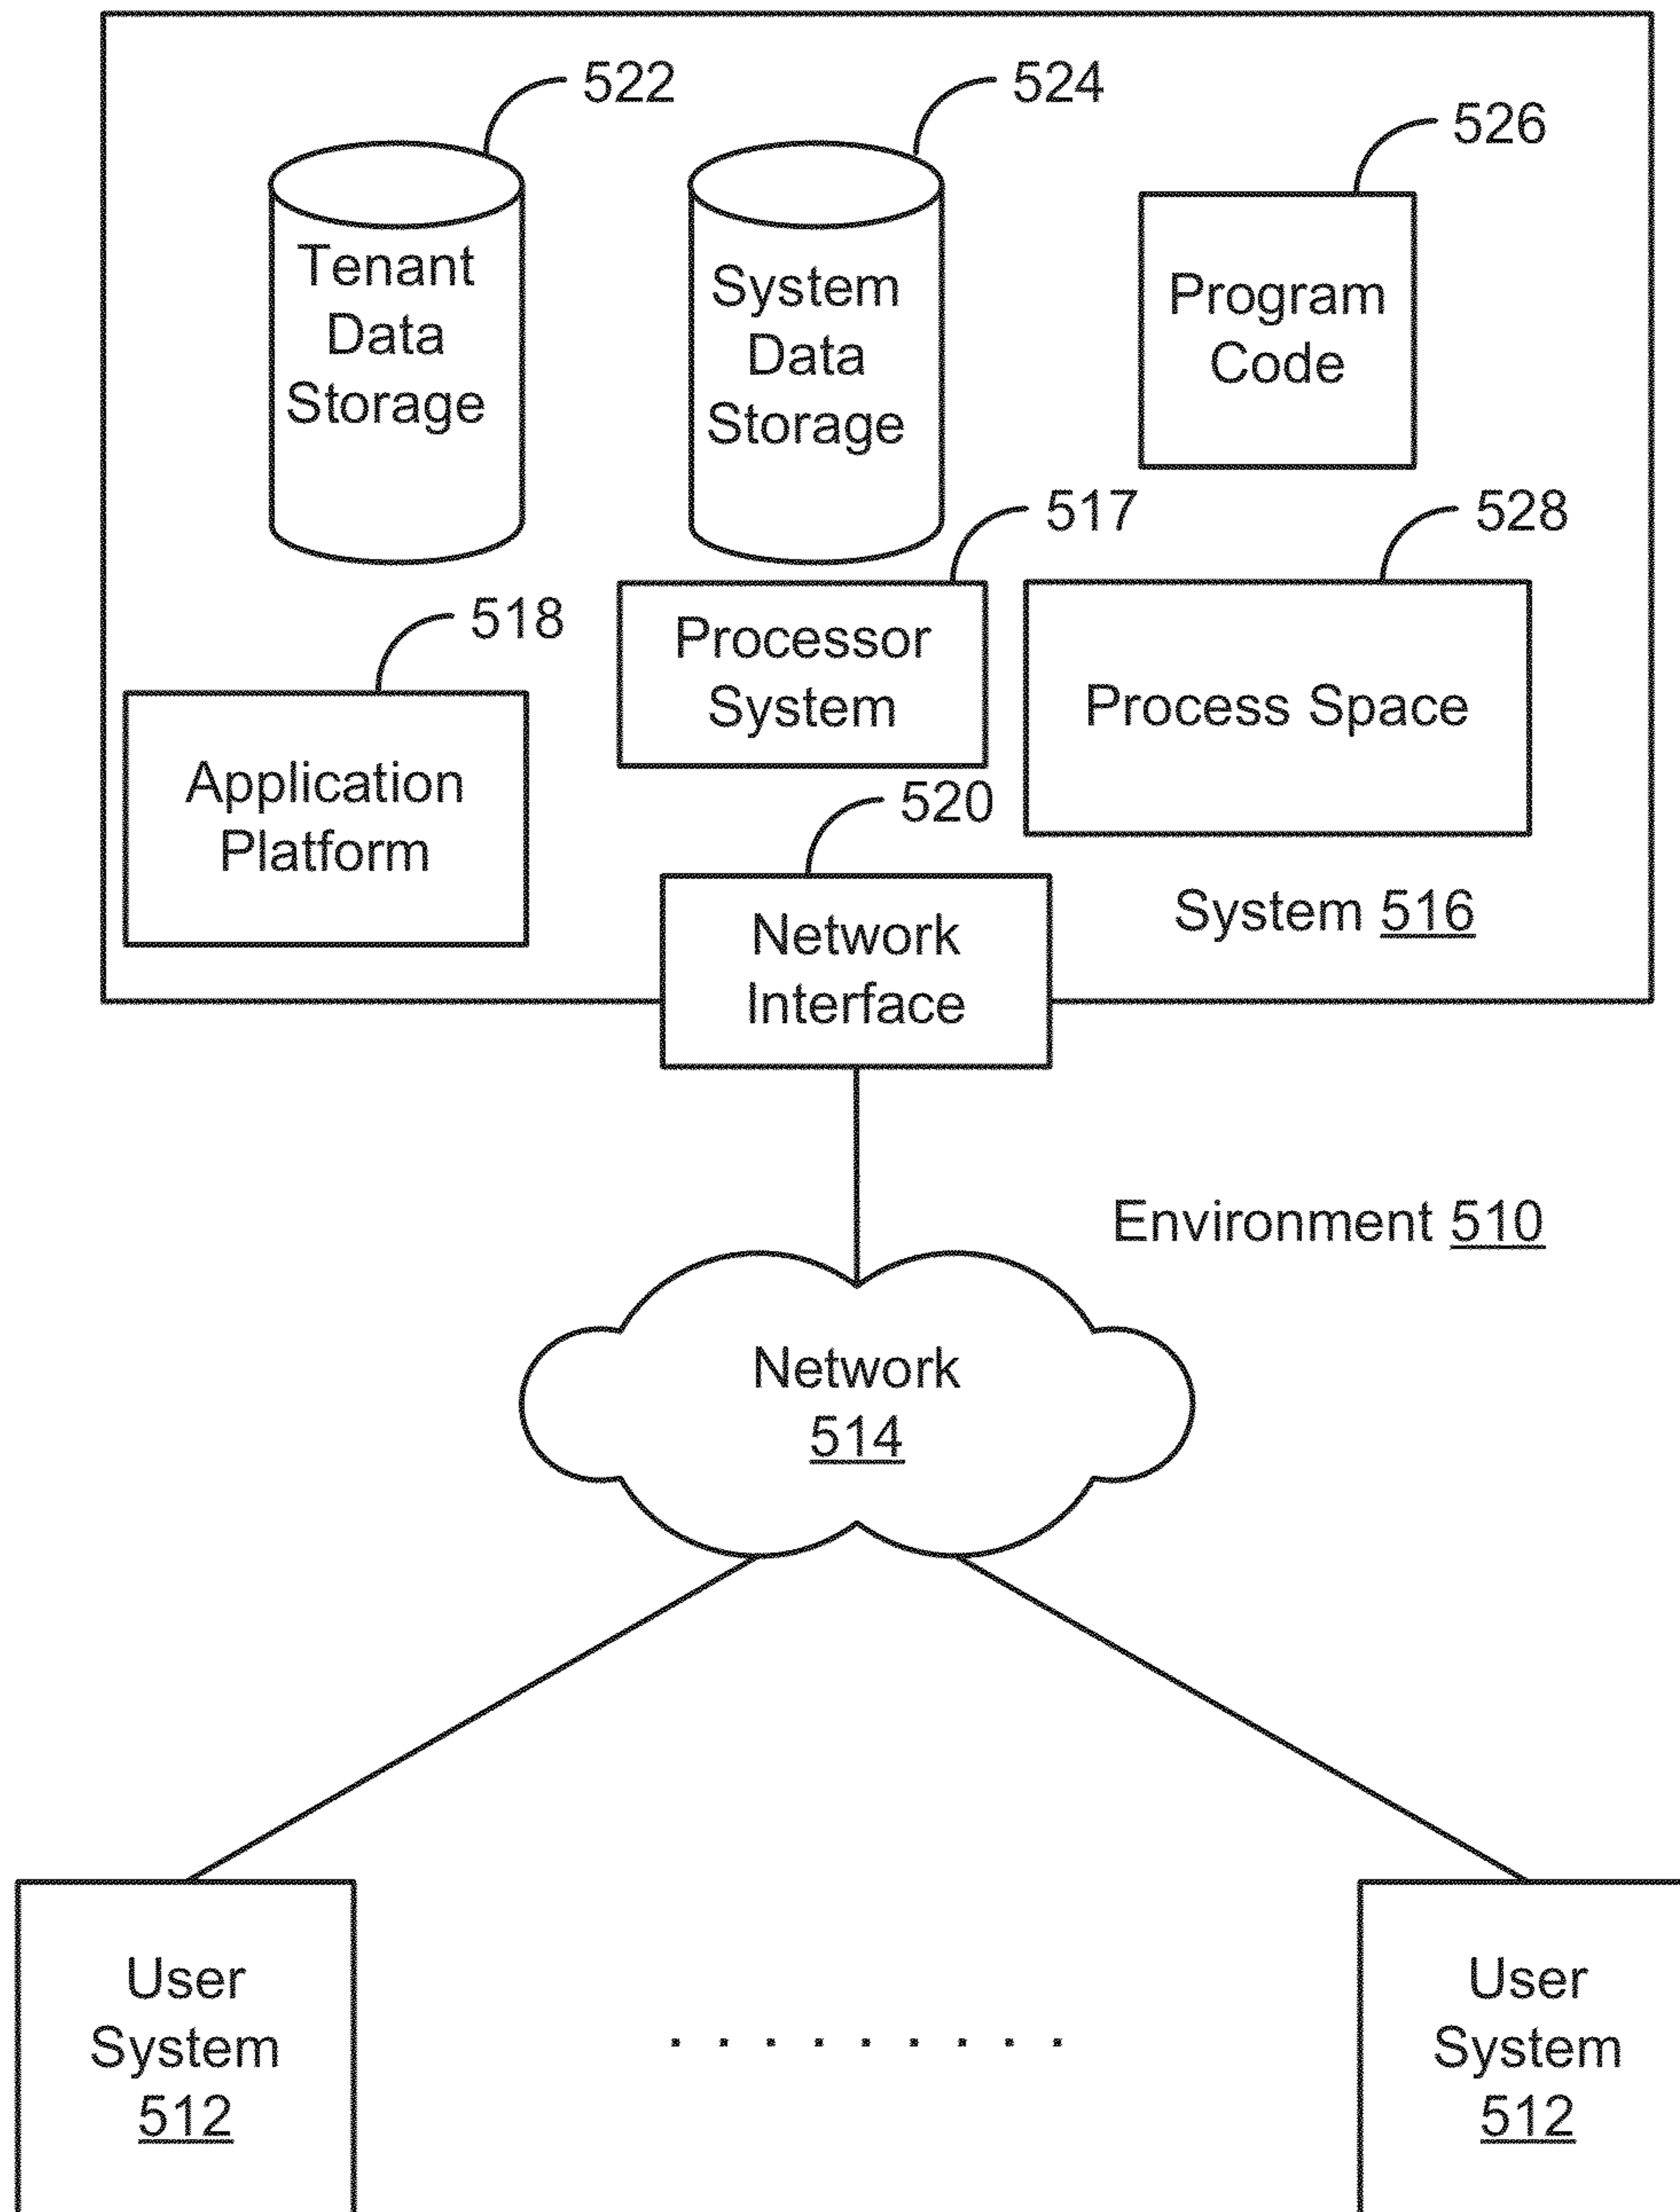 522
524
526
Tenant
Data
Storage
System
Data
Storage
Program
Code
517
528
518
Processor
System
Process Space
Application
Platform
520
Network
Interface
System 516
Environment 510
Network
514
User
System
512
. . . . . . . . .
User
System
512